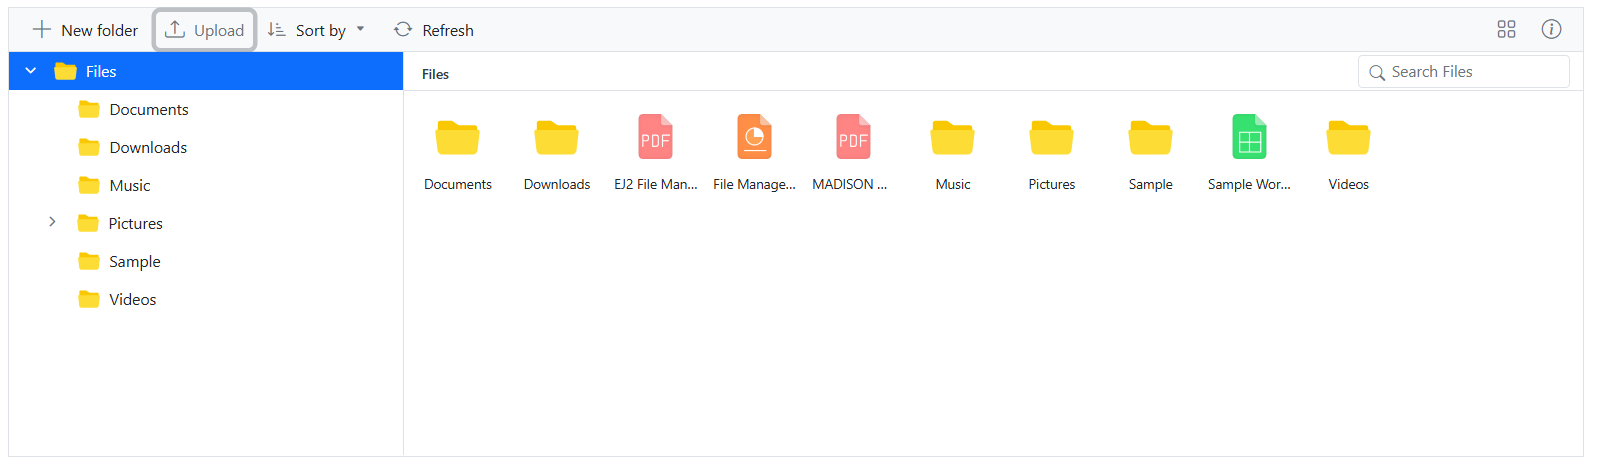 New folder Upload Sort by Refresh
Files
Documents
Downloads
Music
Pictures
Sample
Videos
Files
Search Files
PDF PDF
Documents Downloads EJ2 File Man... File Manage... MADISON ... Music Pictures Sample Sample Wor... Videos